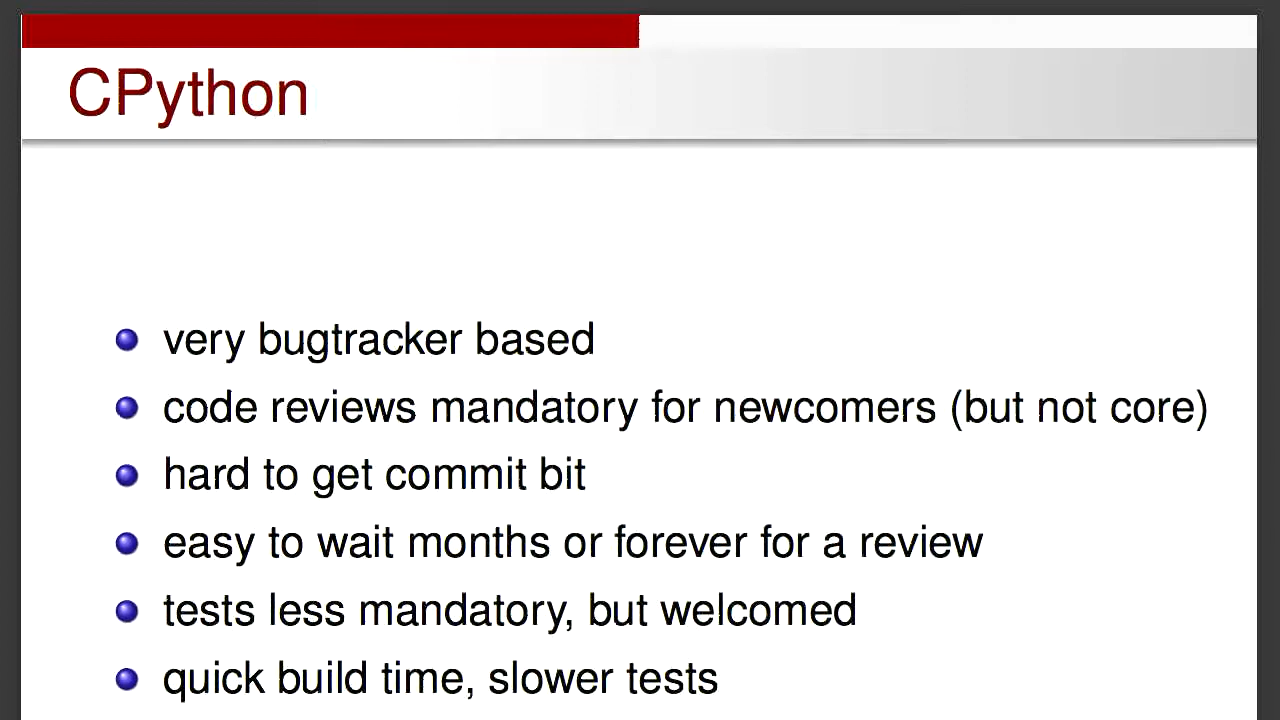 CPython
very bugtracker based
code reviews mandatory for newcomers (but not core)
hard to get commit bit
easy to wait months or forever for a review
tests less mandatory, but welcomed
quick build time, slower tests